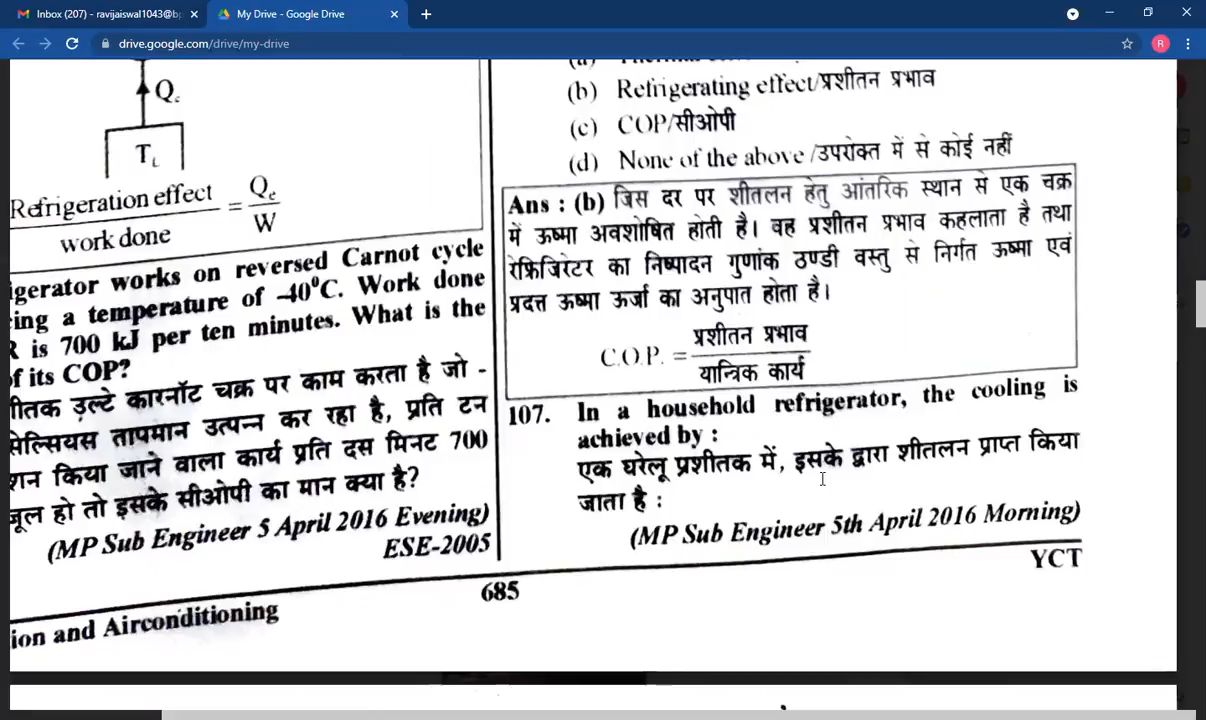 Inbox (207) - ravijaiswal1043@bp
My Drive - Google Drive
drive.google.com/drive/my-drive
R
Qe
TL
Refrigeration effect / work done = Qe / W
igerator works on reversed Carnot cycle
cing a temperature of -40⁰C. Work done
R is 700 kJ per ten minutes. What is the
of its COP?
ीतक उल्टे कारनॉट चक्र पर काम करता है जो -
सेल्सियस तापमान उत्पन्न कर रहा है, प्रति टन
शन किया जाने वाला कार्य प्रति दस मिनट 700
जूल हो तो इसके सीओपी का मान क्या है?
(MP Sub Engineer 5 April 2016 Evening)
ESE-2005
(b) Refrigerating effect/प्रशीतन प्रभाव
(c) COP/सीओपी
(d) None of the above /उपरोक्त में से कोई नहीं
Ans : (b) जिस दर पर शीतलन हेतु आंतरिक स्थान से एक चक्र
में ऊष्मा अवशोषित होती है। वह प्रशीतन प्रभाव कहलाता है तथा
रेफ्रिजिरेटर का निष्पादन गुणांक ठण्डी वस्तु से निर्गत ऊष्मा एवं
प्रदत्त ऊष्मा ऊर्जा का अनुपात होता है।
C.O.P. = प्रशीतन प्रभाव / यान्त्रिक कार्य
107. In a household refrigerator, the cooling is
achieved by :
एक घरेलू प्रशीतक में, इसके द्वारा शीतलन प्राप्त किया
जाता है :
(MP Sub Engineer 5th April 2016 Morning)
685
YCT
ion and Airconditioning